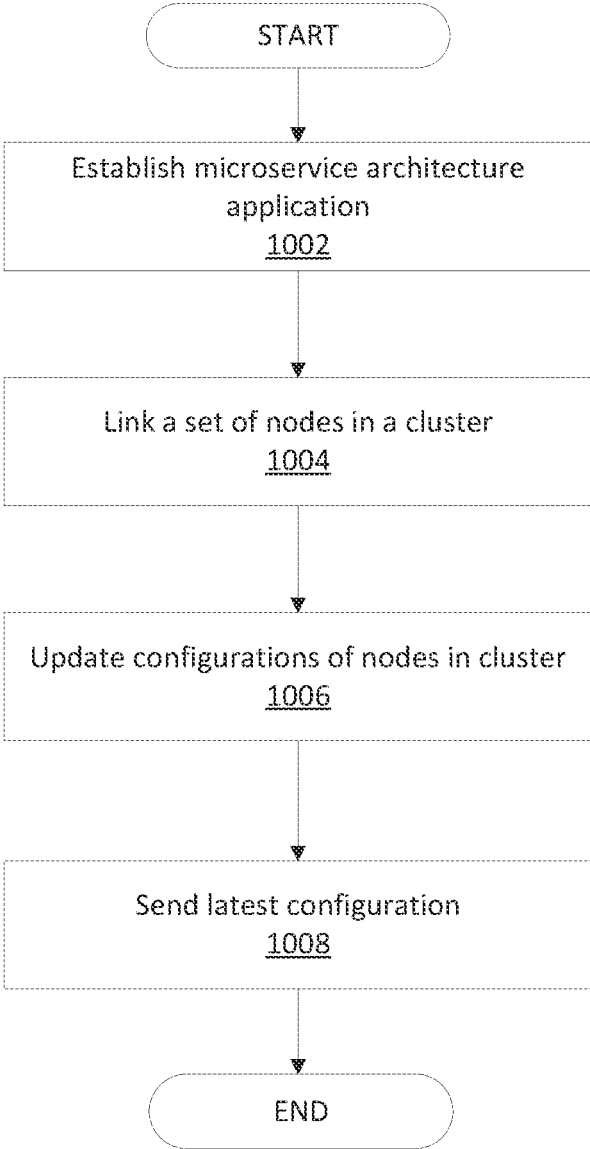 START
Establish microservice architecture
application
1002
Link a set of nodes in a cluster
1004
Update configurations of nodes in cluster
1006
Send latest configuration
1008
END